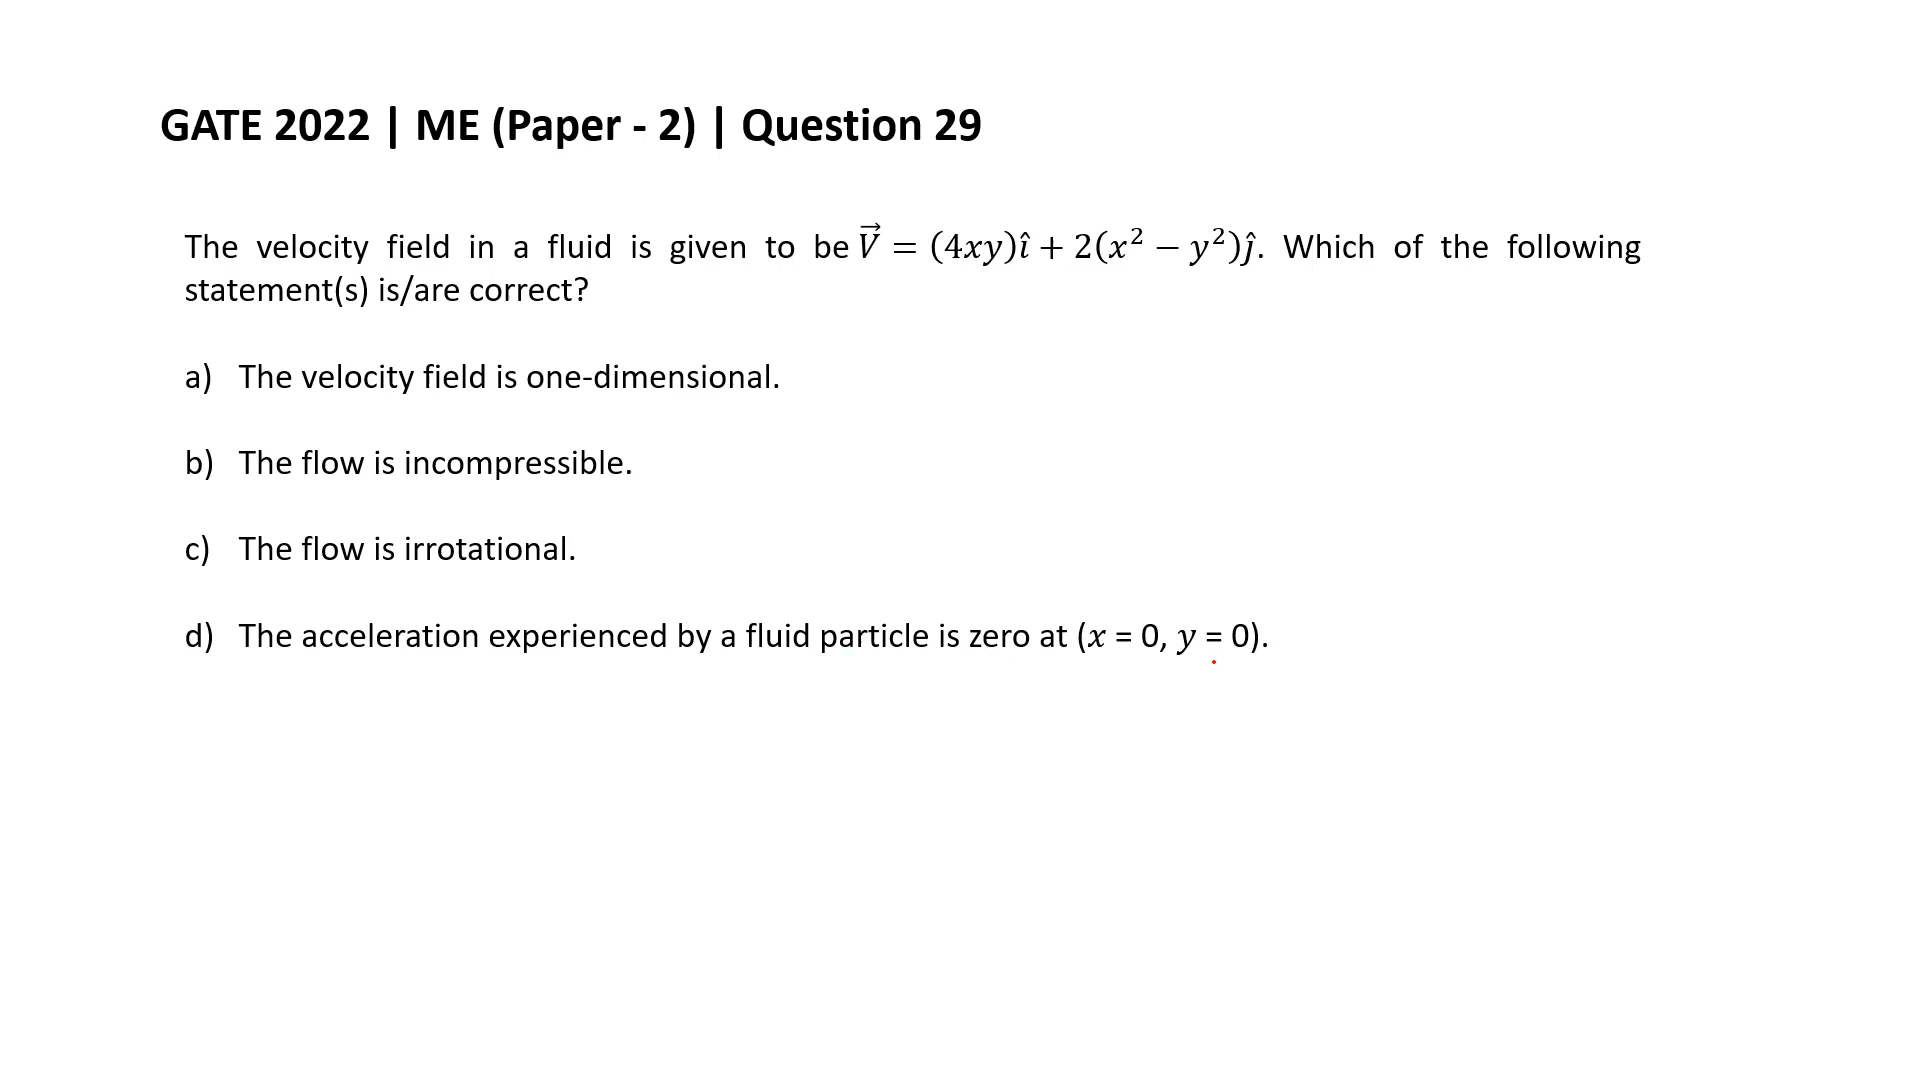 GATE 2022 | ME (Paper - 2) | Question 29
The velocity field in a fluid is given to be V⃗ = (4xy)î + 2(x² − y²)ĵ. Which of the following
statement(s) is/are correct?
a) The velocity field is one-dimensional.
b) The flow is incompressible.
c) The flow is irrotational.
d) The acceleration experienced by a fluid particle is zero at (x = 0, y = 0).